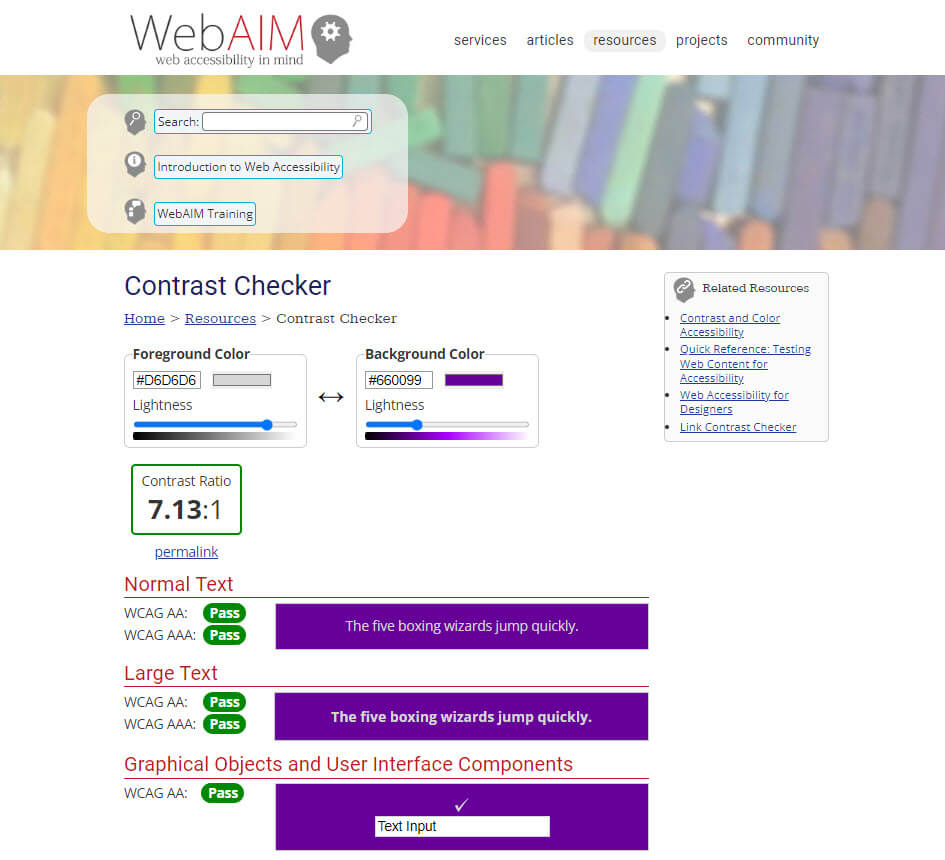 WebAIM
web accessibility in mind
services articles resources projects community
Search:
Introduction to Web Accessibility
WebAIM Training
Contrast Checker
Home > Resources > Contrast Checker
Foreground Color
#D6D6D6
Lightness
↔
Background Color
#660099
Lightness
Contrast Ratio
7.13:1
permalink
Normal Text
WCAG AA: Pass
WCAG AAA: Pass
The five boxing wizards jump quickly.
Large Text
WCAG AA: Pass
WCAG AAA: Pass
The five boxing wizards jump quickly.
Graphical Objects and User Interface Components
WCAG AA: Pass
✓
Text Input
Related Resources
• Contrast and Color
Accessibility
• Quick Reference: Testing
Web Content for
Accessibility
• Web Accessibility for
Designers
• Link Contrast Checker